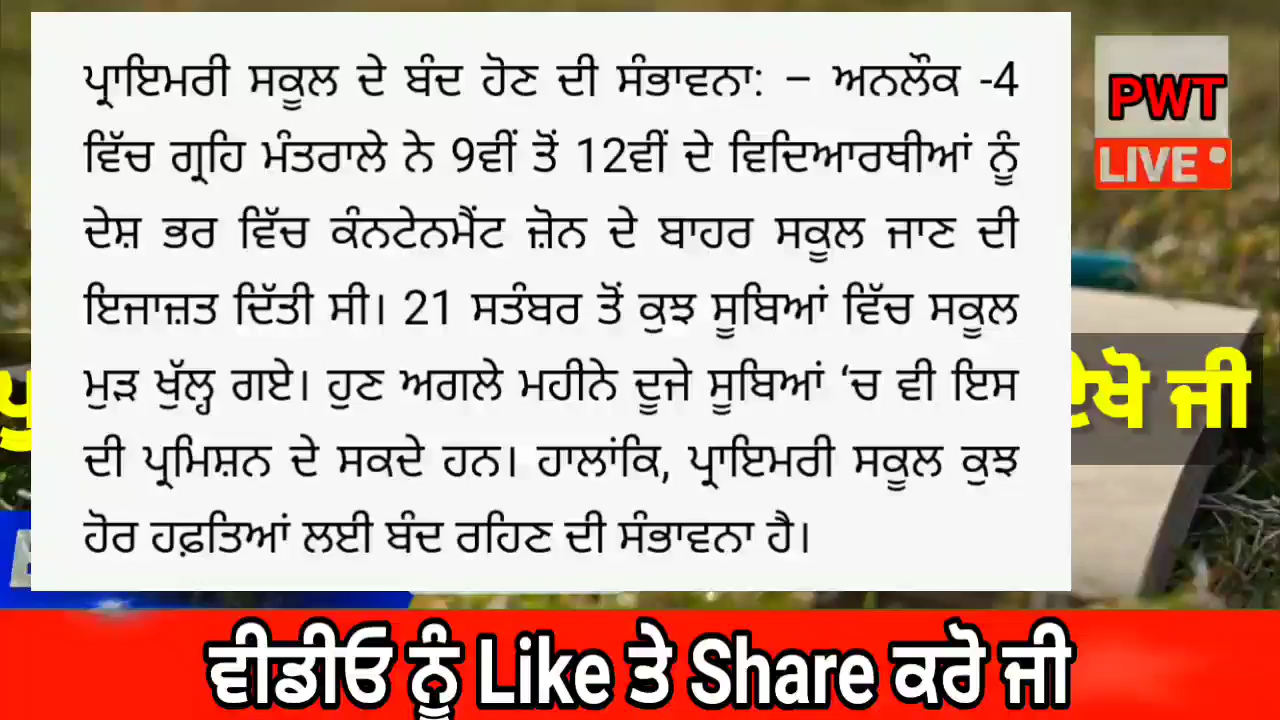 ਪ੍ਰਾਇਮਰੀ ਸਕੂਲ ਦੇ ਬੰਦ ਹੋਣ ਦੀ ਸੰਭਾਵਨਾ: – ਅਨਲੌਕ -4
ਵਿੱਚ ਗ੍ਰਹਿ ਮੰਤਰਾਲੇ ਨੇ 9ਵੀਂ ਤੋਂ 12ਵੀਂ ਦੇ ਵਿਦਿਆਰਥੀਆਂ ਨੂੰ
ਦੇਸ਼ ਭਰ ਵਿੱਚ ਕੰਨਟੇਨਮੈਂਟ ਜ਼ੋਨ ਦੇ ਬਾਹਰ ਸਕੂਲ ਜਾਣ ਦੀ
ਇਜਾਜ਼ਤ ਦਿੱਤੀ ਸੀ। 21 ਸਤੰਬਰ ਤੋਂ ਕੁਝ ਸੂਬਿਆਂ ਵਿੱਚ ਸਕੂਲ
ਮੁੜ ਖੁੱਲ੍ਹ ਗਏ। ਹੁਣ ਅਗਲੇ ਮਹੀਨੇ ਦੂਜੇ ਸੂਬਿਆਂ ‘ਚ ਵੀ ਇਸ
ਦੀ ਪ੍ਰਮਿਸ਼ਨ ਦੇ ਸਕਦੇ ਹਨ। ਹਾਲਾਂਕਿ, ਪ੍ਰਾਇਮਰੀ ਸਕੂਲ ਕੁਝ
ਹੋਰ ਹਫ਼ਤਿਆਂ ਲਈ ਬੰਦ ਰਹਿਣ ਦੀ ਸੰਭਾਵਨਾ ਹੈ।
PWT
LIVE
ਜੀ
ਵੀਡੀਓ ਨੂੰ Like ਤੇ Share ਕਰੋ ਜੀ